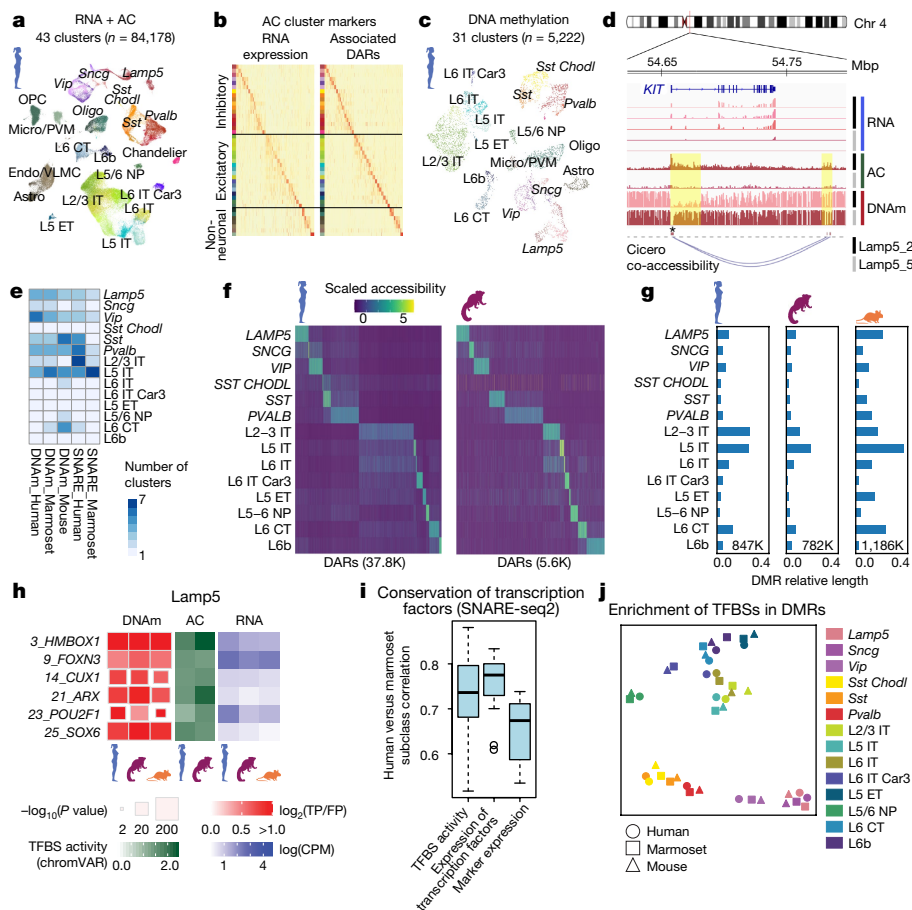 a
RNA + AC
43 clusters (n = 84,178)
Vip
Sncg
Lamp5
Sst
Chodl
OPC
Oligo
Sst
Pvalb
Micro/PVM
L6 CT
L6b
Chandelier
Endo/VLMC
L5/6 NP
Astro
L2/3 IT
L6 IT Car3
L6 IT
L5 ET
L5 IT
b
AC cluster markers
RNA
expression
Associated
DARs
Inhibitory
Excitatory
Non-
neuronal
c
DNA methylation
31 clusters (n = 5,222)
L6 IT Car3
Sst Chodl
L6 IT
Sst
Pvalb
L5 IT
L5/6 NP
L5 ET
Oligo
L2/3 IT
Micro/PVM
Astro
L6b
Sncg
L6 CT
Vip
Lamp5
d
Chr 4
54.65
54.75
Mbp
KIT
RNA
AC
DNAm
*
Cicero
co-accessibility
Lamp5_2
Lamp5_5
e
Lamp5
Sncg
Vip
Sst Chodl
Sst
Pvalb
L2/3 IT
L5 IT
L6 IT
L6 IT Car3
L5 ET
L5/6 NP
L6 CT
L6b
DNAm_Human
DNAm_Marmoset
DNAm_Mouse
SNARE_Human
SNARE_Marmoset
Number of
clusters
7
1
f
Scaled accessibility
0 5
LAMP5
SNCG
VIP
SST CHODL
SST
PVALB
L2–3 IT
L5 IT
L6 IT
L6 IT Car3
L5 ET
L5–6 NP
L6 CT
L6b
DARs (37.8K)
DARs (5.6K)
g
LAMP5
SNCG
VIP
SST CHODL
SST
PVALB
L2–3 IT
L5 IT
L6 IT
L6 IT Car3
L5 ET
L5–6 NP
L6 CT
L6b
847K
782K
1,186K
0 0.4
0 0.4
0 0.4
DMR relative length
h
Lamp5
DNAm
AC
RNA
3_HMBOX1
9_FOXN3
14_CUX1
21_ARX
23_POU2F1
25_SOX6
–log10(P value)
2 20 200
log2(TP/FP)
0.0 0.5 >1.0
TFBS activity
(chromVAR)
0.0 2.0
log(CPM)
1 4
i
Conservation of transcription
factors (SNARE-seq2)
Human versus marmoset
subclass correlation
0.8
0.7
0.6
TFBS activity
Expression of
transcription factors
Marker expression
j
Enrichment of TFBSs in DMRs
Human
Marmoset
Mouse
Lamp5
Sncg
Vip
Sst Chodl
Sst
Pvalb
L2/3 IT
L5 IT
L6 IT
L6 IT Car3
L5 ET
L5/6 NP
L6 CT
L6b